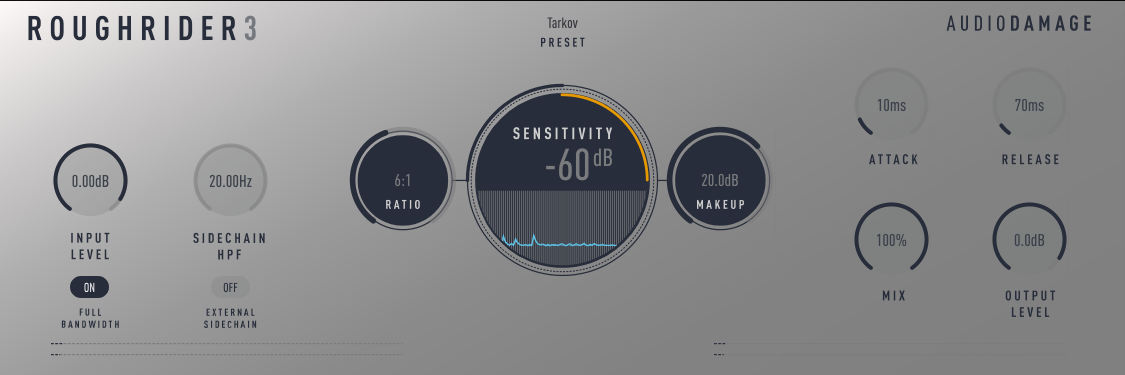 ROUGHRIDER3
Tarkov
PRESET
AUDIODAMAGE
0.00dB
INPUT
LEVEL
ON
FULL
BANDWIDTH
20.00Hz
SIDECHAIN
HPF
OFF
EXTERNAL
SIDECHAIN
6:1
RATIO
SENSITIVITY
-60dB
20.0dB
MAKEUP
10ms
ATTACK
70ms
RELEASE
100%
MIX
0.0dB
OUTPUT
LEVEL